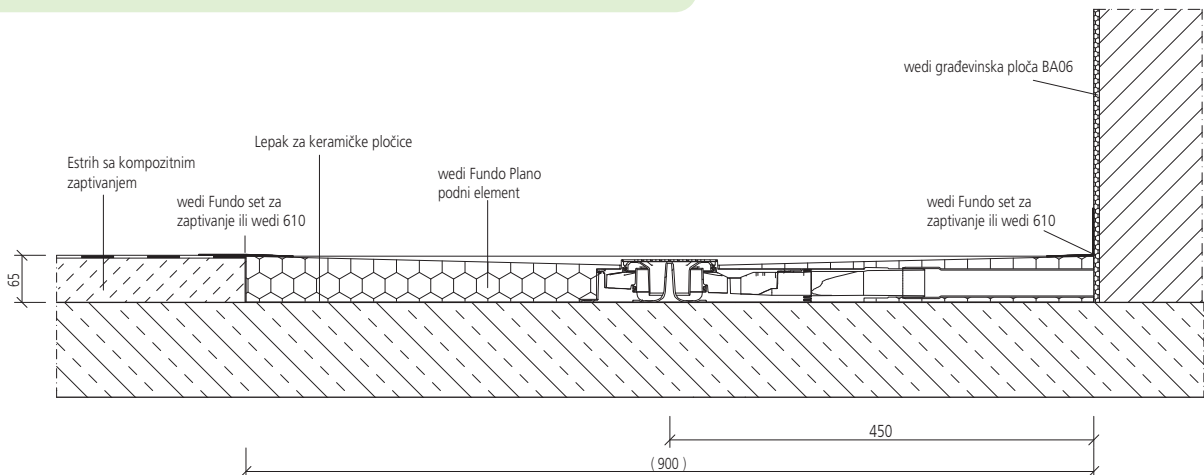 wedi građevinska ploča BA06
Lepak za keramičke pločice
Estrih sa kompozitnim
zaptivanjem
wedi Fundo Plano
podni element
wedi Fundo set za
zaptivanje ili wedi 610
wedi Fundo set za
zaptivanje ili wedi 610
65
450
( 900 )